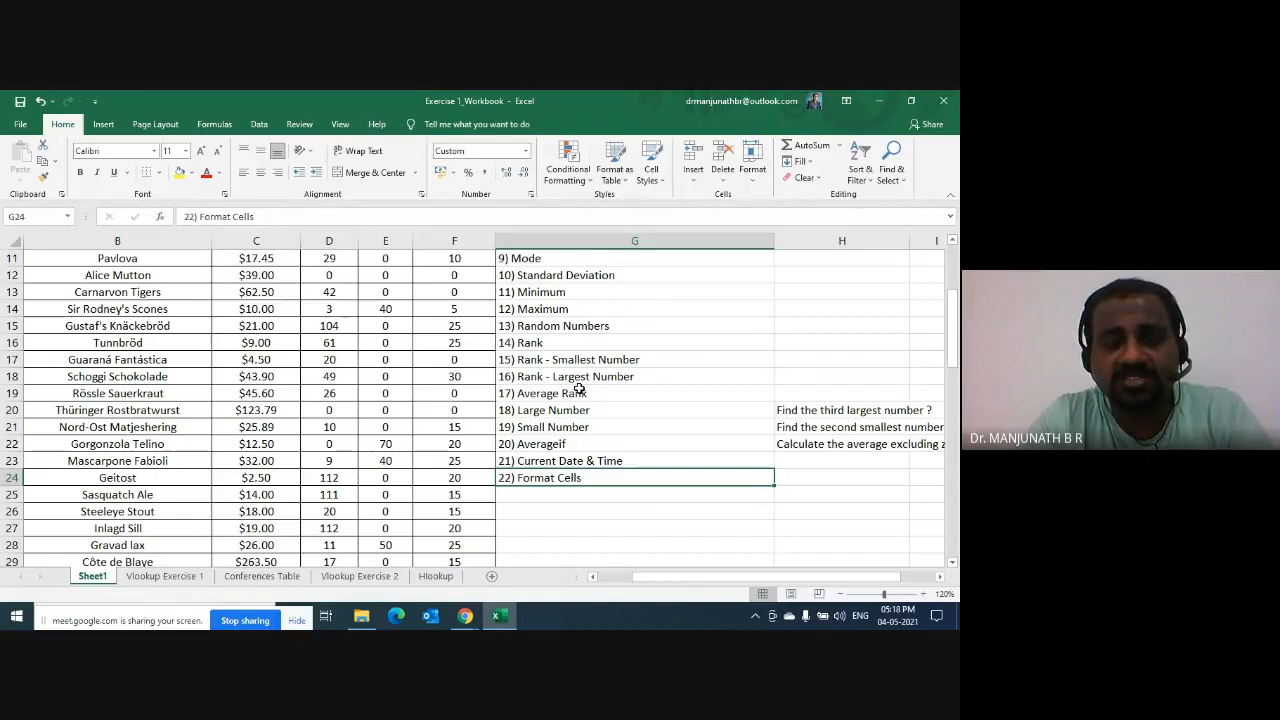 Exercise 1_Workbook - Excel
drmanjunathbr@outlook.com
File Home Insert Page Layout Formulas Data Review View Help Tell me what you want to do Share
Paste
Calibri 11
B I U
Wrap Text
Merge & Center
Custom
%
Conditional Formatting
Format as Table
Cell Styles
Insert
Delete
Format
AutoSum
Fill
Clear
Sort & Filter
Find & Select
Clipboard Font Alignment Number Styles Cells Editing
G24 fx 22) Format Cells
B C D E F G H I
11 Pavlova $17.45 29 0 10 9) Mode
12 Alice Mutton $39.00 0 0 0 10) Standard Deviation
13 Carnarvon Tigers $62.50 42 0 0 11) Minimum
14 Sir Rodney's Scones $10.00 3 40 5 12) Maximum
15 Gustaf's Knäckebröd $21.00 104 0 25 13) Random Numbers
16 Tunnbröd $9.00 61 0 25 14) Rank
17 Guaraná Fantástica $4.50 20 0 0 15) Rank - Smallest Number
18 Schoggi Schokolade $43.90 49 0 30 16) Rank - Largest Number
19 Rössle Sauerkraut $45.60 26 0 0 17) Average Rank
20 Thüringer Rostbratwurst $123.79 0 0 0 18) Large Number Find the third largest number ?
21 Nord-Ost Matjeshering $25.89 10 0 15 19) Small Number Find the second smallest number
22 Gorgonzola Telino $12.50 0 70 20 20) Averageif Calculate the average excluding z
23 Mascarpone Fabioli $32.00 9 40 25 21) Current Date & Time
24 Geitost $2.50 112 0 20 22) Format Cells
25 Sasquatch Ale $14.00 111 0 15
26 Steeleye Stout $18.00 20 0 15
27 Inlagd Sill $19.00 112 0 20
28 Gravad lax $26.00 11 50 25
29 Côte de Blaye $263.50 17 0 15
Sheet1 Vlookup Exercise 1 Conferences Table Vlookup Exercise 2 Hlookup
120%
meet.google.com is sharing your screen. Stop sharing Hide
ENG
05:18 PM
04-05-2021
Dr. MANJUNATH B R